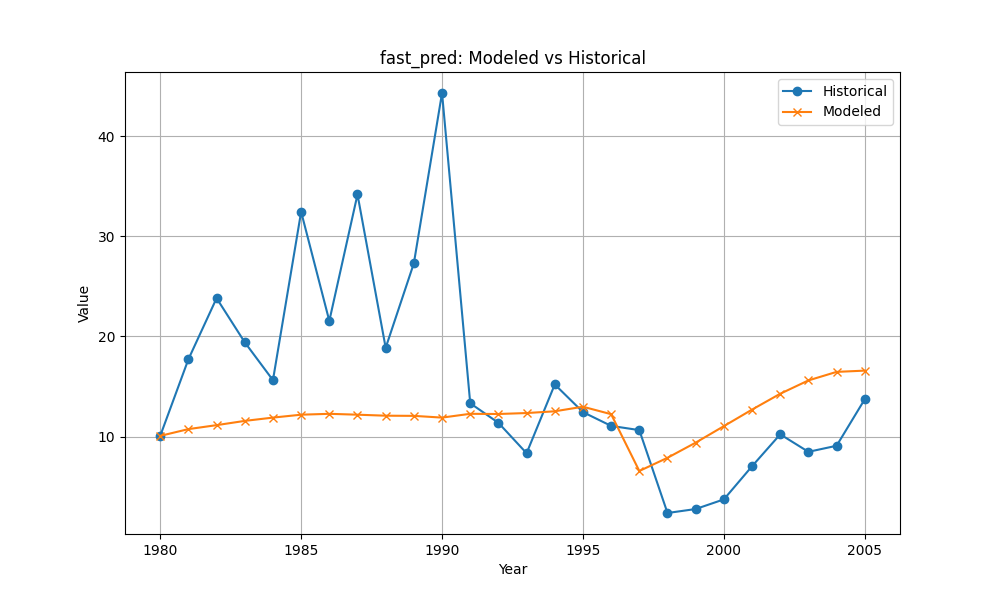 fast_pred: Modeled vs Historical
Historical
Modeled
Value
40
30
20
10
1980 1985 1990 1995 2000 2005
Year